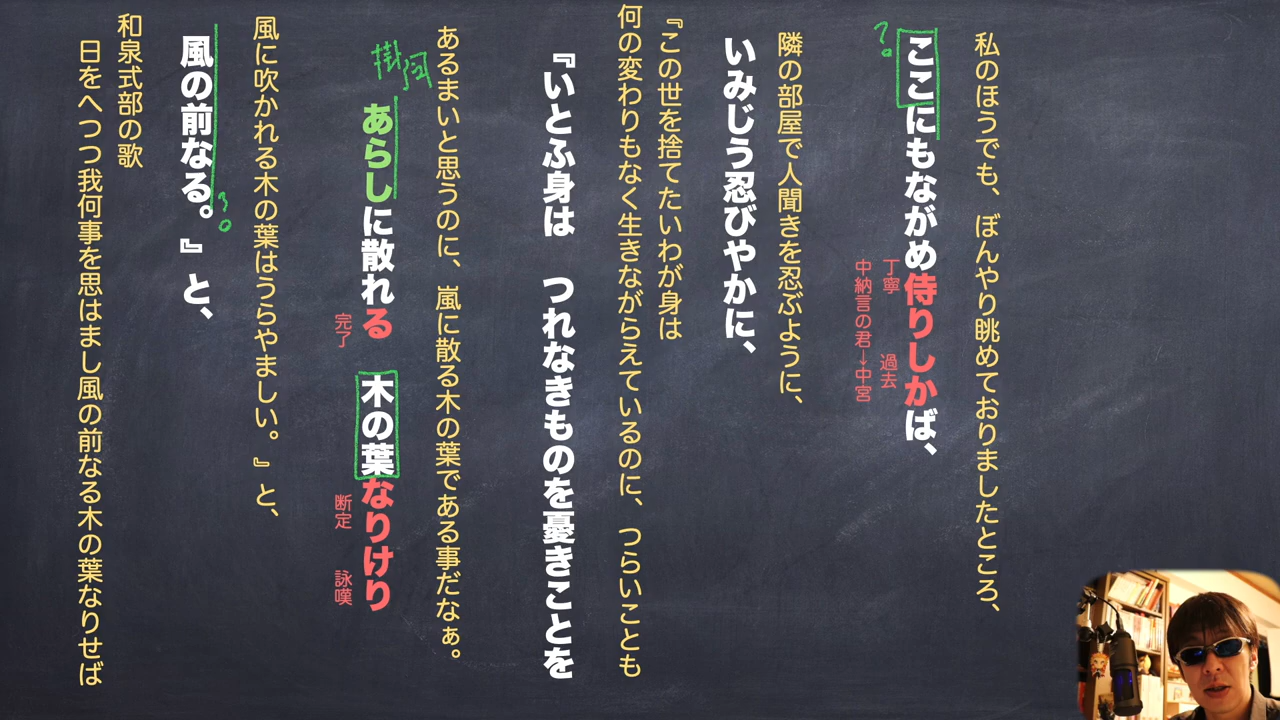 私のほうでも、ぼんやり眺めておりましたところ、
？
ここにもながめ侍りしかば、
丁寧
過去
中納言の君→中宮
隣の部屋で人聞きを忍ぶように、
いみじう忍びやかに、
『この世を捨てたいわが身は
何の変わりもなく生きながらえているのに、つらいことも
『いとふ身は　つれなきものを憂きことを
あるまいと思うのに、嵐に散る木の葉である事だなぁ。
掛詞
あらしに散れる　木の葉なりけり
完了
断定
詠嘆
風に吹かれる木の葉はうらやましい。』と、
風の前なる。』と、
？
和泉式部の歌
日をへつつ我何事を思はまし風の前なる木の葉なりせば